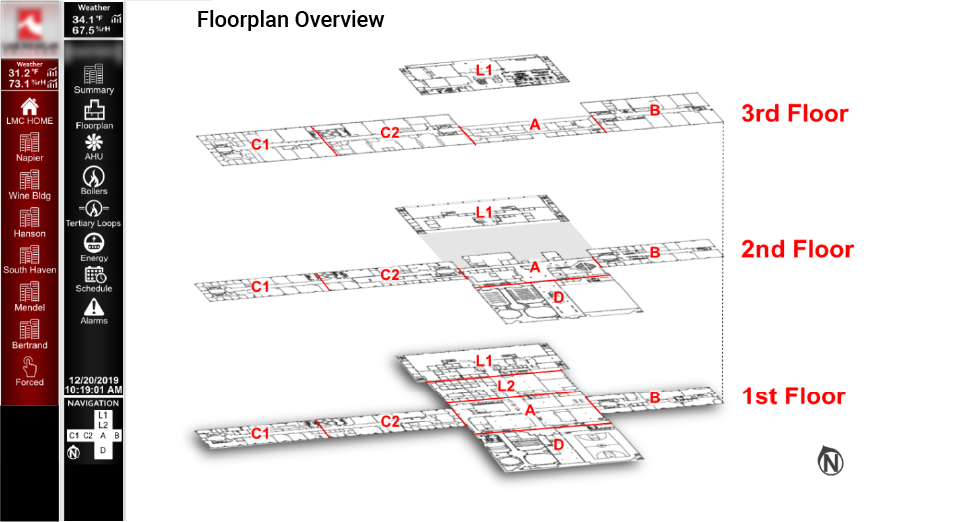 Weather
31.2 °F
73.1 %rH
LMC HOME
Napier
Wine Bldg
Hanson
South Haven
Mendel
Bertrand
Forced
Weather
34.1 °F
67.5 %rH
Summary
Floorplan
AHU
Boilers
Tertiary Loops
Energy
Schedule
Alarms
12/20/2019
10:19:01 AM
NAVIGATION
L1
L2
C1 C2 A B
D
N
Floorplan Overview
L1
C1 C2 A B
3rd Floor
L1
C1 C2 A B
D
2nd Floor
L1
L2
C1 C2 A B
D
1st Floor
N